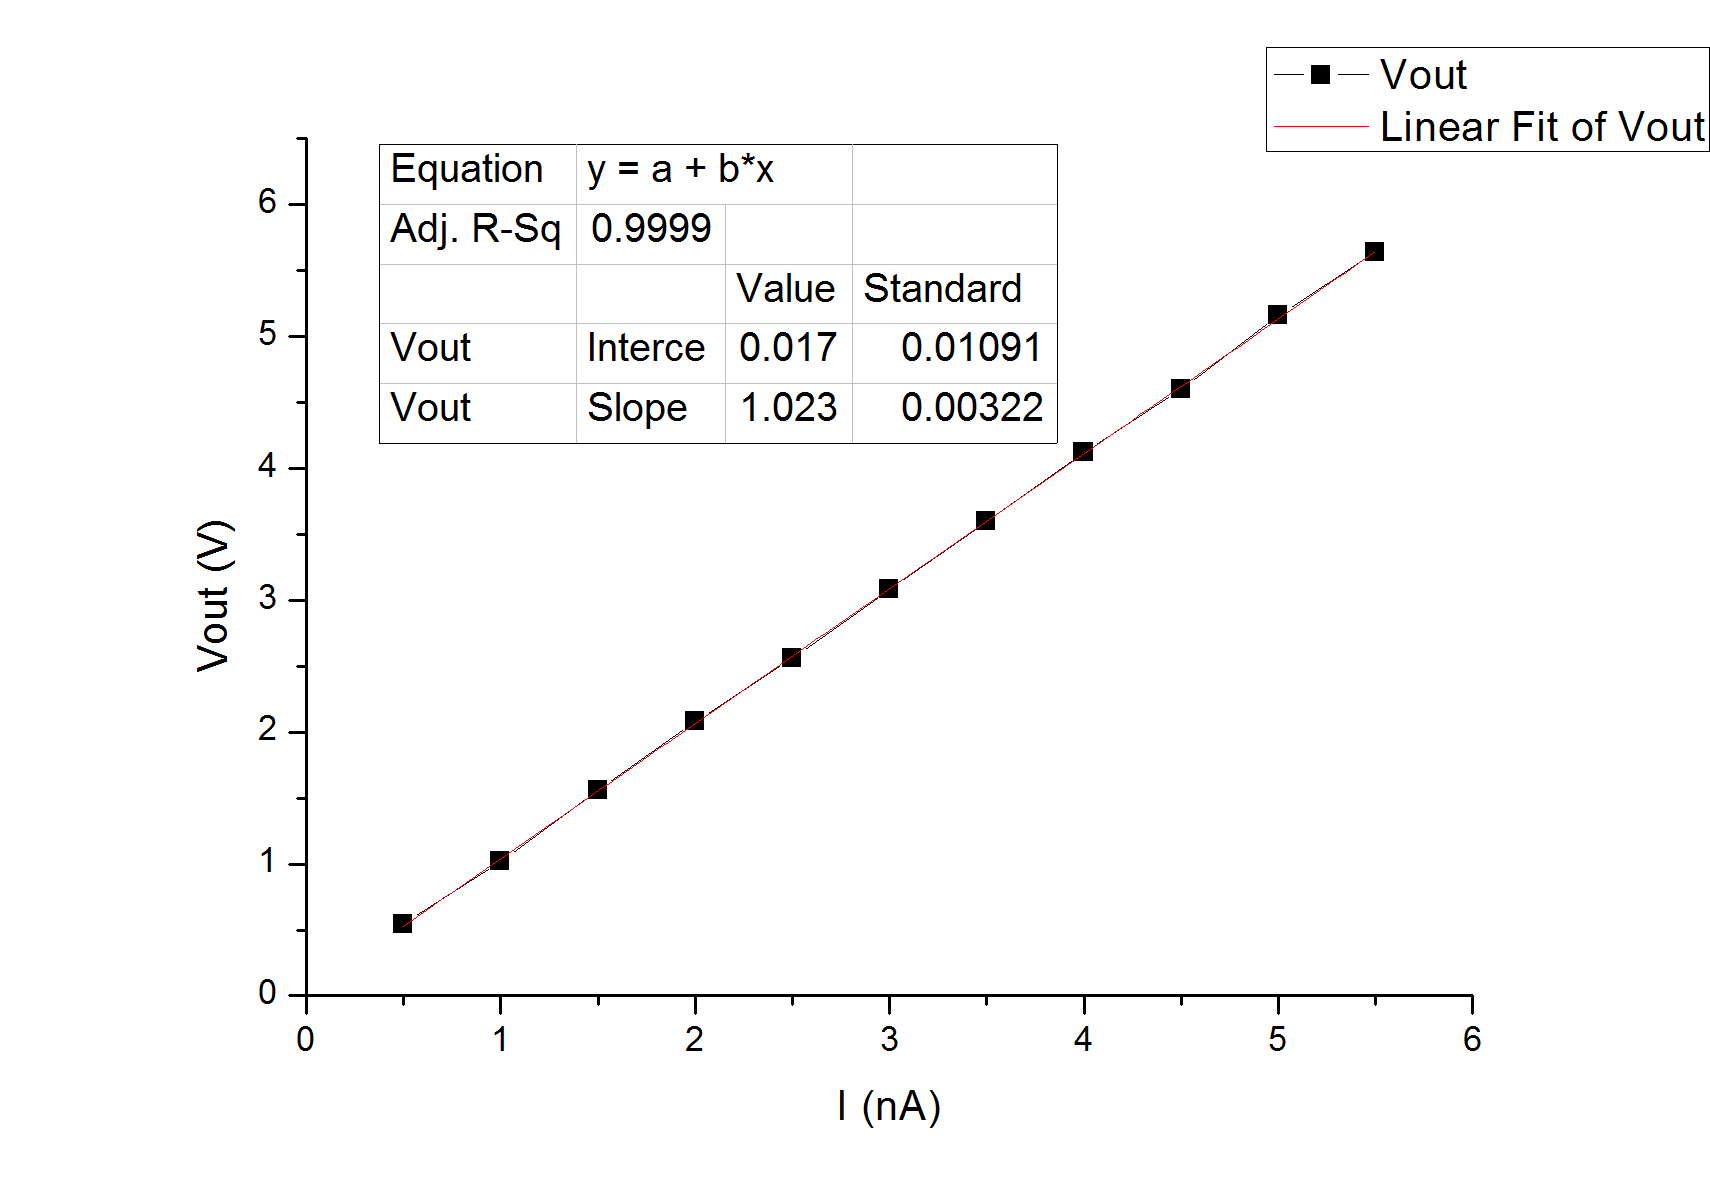 Vout
Linear Fit of Vout
Equation y = a + b*x
Adj. R-Sq 0.9999
Value Standard
Vout Interce 0.017 0.01091
Vout Slope 1.023 0.00322
6
5
4
3
2
1
0
Vout (V)
0 1 2 3 4 5 6
I (nA)